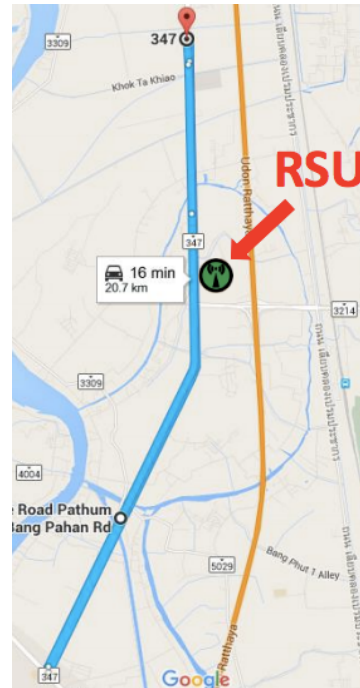 347
3309
Khok Ta Khiao
Udon Ratthaya
RSU
347
16 min
20.7 km
3214
3309
4004
e Road Pathum
Bang Pahan Rd
Bang Phut 1 Alley
5029
347
Ratthaya
Google